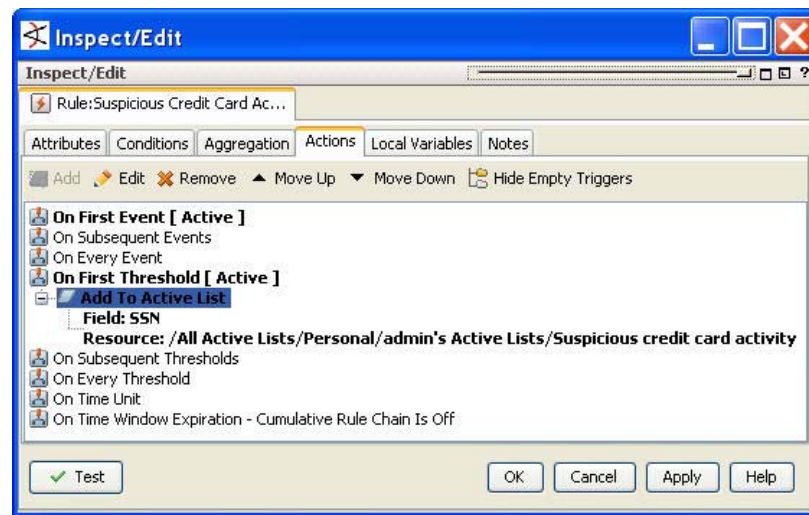 Inspect/Edit
Inspect/Edit ?
Rule:Suspicious Credit Card Ac...
Attributes Conditions Aggregation Actions Local Variables Notes
Add Edit Remove Move Up Move Down Hide Empty Triggers
On First Event [ Active ]
On Subsequent Events
On Every Event
On First Threshold [ Active ]
Add To Active List
Field: SSN
Resource: /All Active Lists/Personal/admin's Active Lists/Suspicious credit card activity
On Subsequent Thresholds
On Every Threshold
On Time Unit
On Time Window Expiration - Cumulative Rule Chain Is Off
Test OK Cancel Apply Help